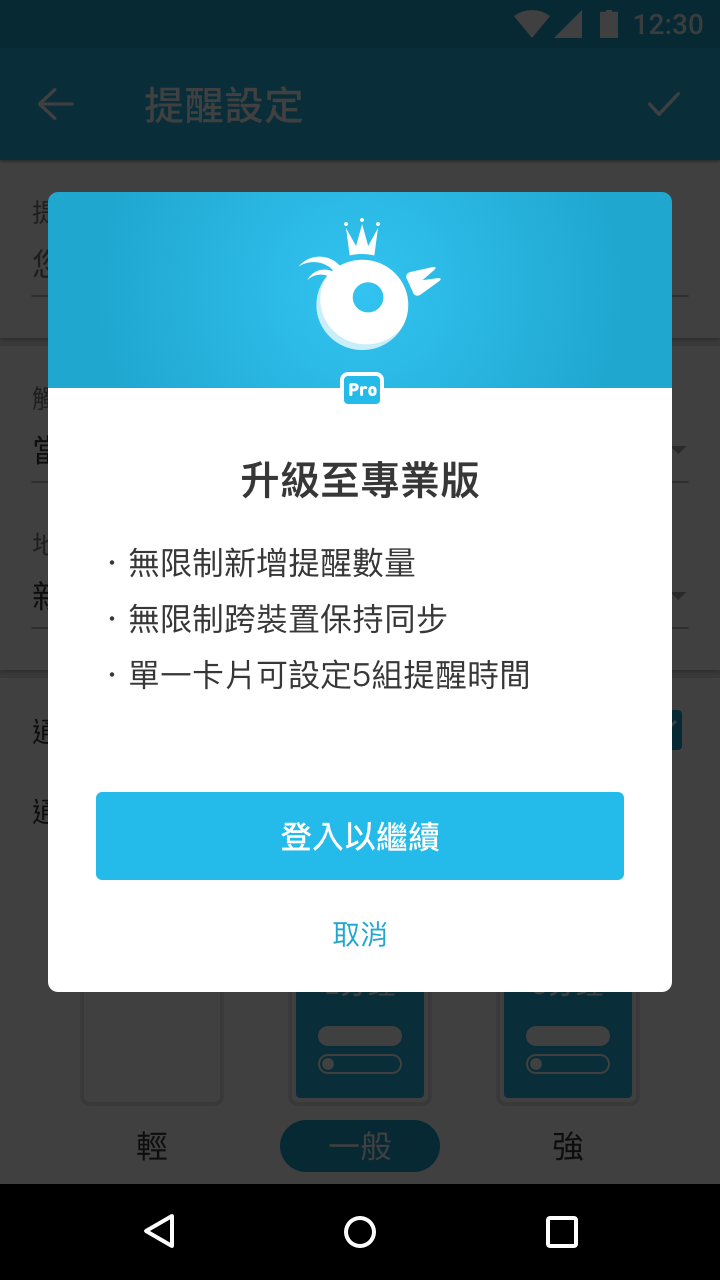 12:30
提醒設定
Pro
升級至專業版
· 無限制新增提醒數量
· 無限制跨裝置保持同步
· 單一卡片可設定5組提醒時間
登入以繼續
取消
輕
一般
強